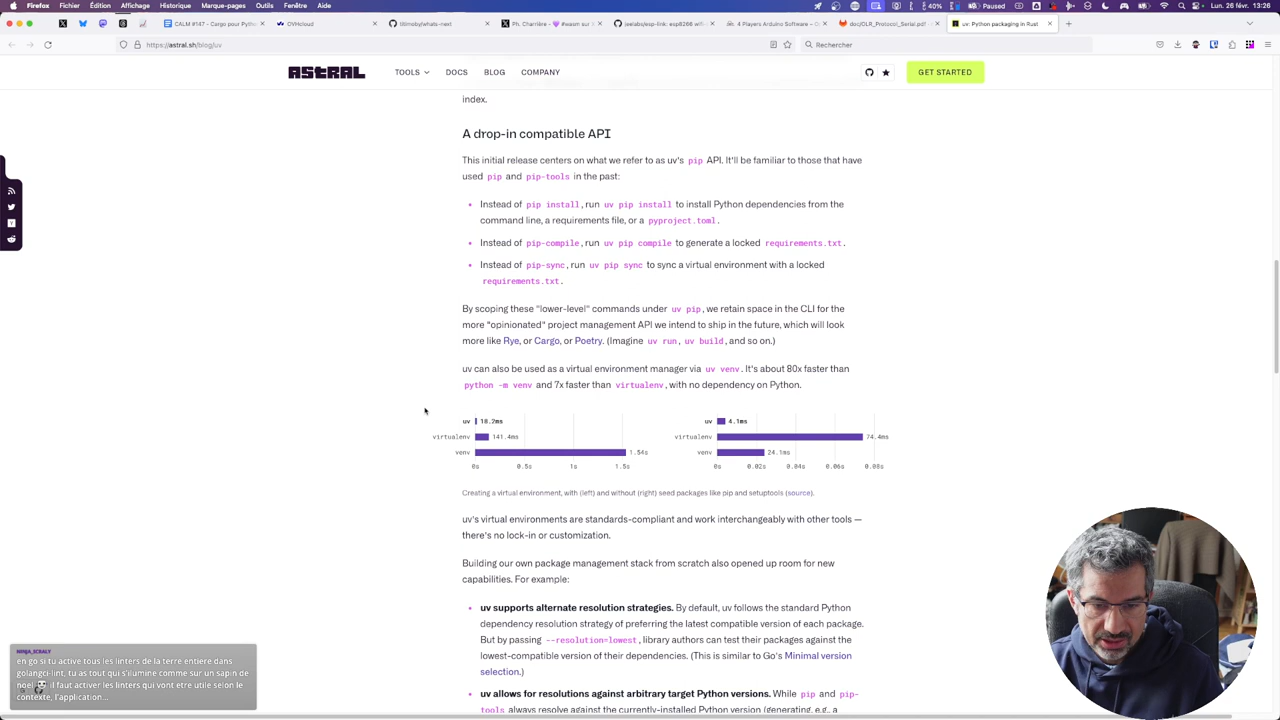 Firefox Fichier Édition Affichage Historique Marque-pages Outils Fenêtre Aide 40% Paused Lun. 26 févr. 13:26
CALM #147 - Cargo pour Pyth OVHcloud Ph. Charrière - #wasm sur X jeelabs/esp-link: esp8266 wifi- 4 Players Arduino Software - O doc/OLR_Protocol_Serial.pdf uv: Python packaging in Rust
https://astral.sh/blog/uv Rechercher
ASTRAL TOOLS DOCS BLOG COMPANY GET STARTED
index.
A drop-in compatible API
This initial release centers on what we refer to as uv's pip API. It'll be familiar to those that have
used pip and pip-tools in the past:
Instead of pip install, run uv pip install to install Python dependencies from the
command line, a requirements file, or a pyproject.toml.
Instead of pip-compile, run uv pip compile to generate a locked requirements.txt.
Instead of pip-sync, run uv pip sync to sync a virtual environment with a locked
requirements.txt.
By scoping these "lower-level" commands under uv pip, we retain space in the CLI for the
more "opinionated" project management API we intend to ship in the future, which will look
more like Rye, or Cargo, or Poetry. (Imagine uv run, uv build, and so on.)
uv can also be used as a virtual environment manager via uv venv. It's about 80x faster than
python -m venv and 7x faster than virtualenv, with no dependency on Python.
uv 18.2ms uv 4.1ms
virtualenv 141.4ms virtualenv 74.4ms
venv 1.54s venv 24.1ms
0s 0.5s 1s 1.5s 0s 0.02s 0.04s 0.06s 0.08s
Creating a virtual environment, with (left) and without (right) seed packages like pip and setuptools (source).
uv's virtual environments are standards-compliant and work interchangeably with other tools —
there's no lock-in or customization.
Building our own package management stack from scratch also opened up room for new
capabilities. For example:
uv supports alternate resolution strategies. By default, uv follows the standard Python
dependency resolution strategy of preferring the latest compatible version of each package.
But by passing --resolution=lowest, library authors can test their packages against the
lowest-compatible version of their dependencies. (This is similar to Go's Minimal version
selection.)
uv allows for resolutions against arbitrary target Python versions. While pip and pip-
tools always resolve against the currently-installed Python version (generating, e.g., a
en go si tu active tous les linters de la terre entiere dans
golangci-lint, tu as tout qui s'ilumine comme sur un sapin de
noel il faut activer les linters qui vont etre utile selon le
contexte, l'application...